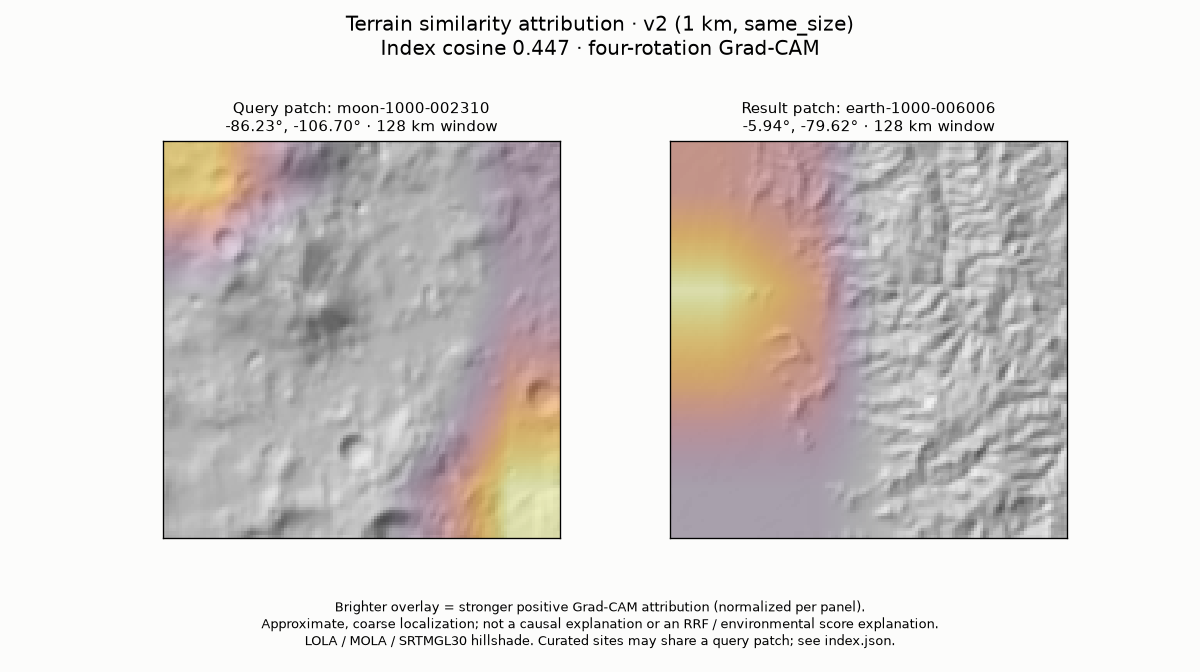 Terrain similarity attribution · v2 (1 km, same_size)
Index cosine 0.447 · four-rotation Grad-CAM
Query patch: moon-1000-002310
-86.23°, -106.70° · 128 km window
Result patch: earth-1000-006006
-5.94°, -79.62° · 128 km window
Brighter overlay = stronger positive Grad-CAM attribution (normalized per panel).
Approximate, coarse localization; not a causal explanation or an RRF / environmental score explanation.
LOLA / MOLA / SRTMGL30 hillshade. Curated sites may share a query patch; see index.json.